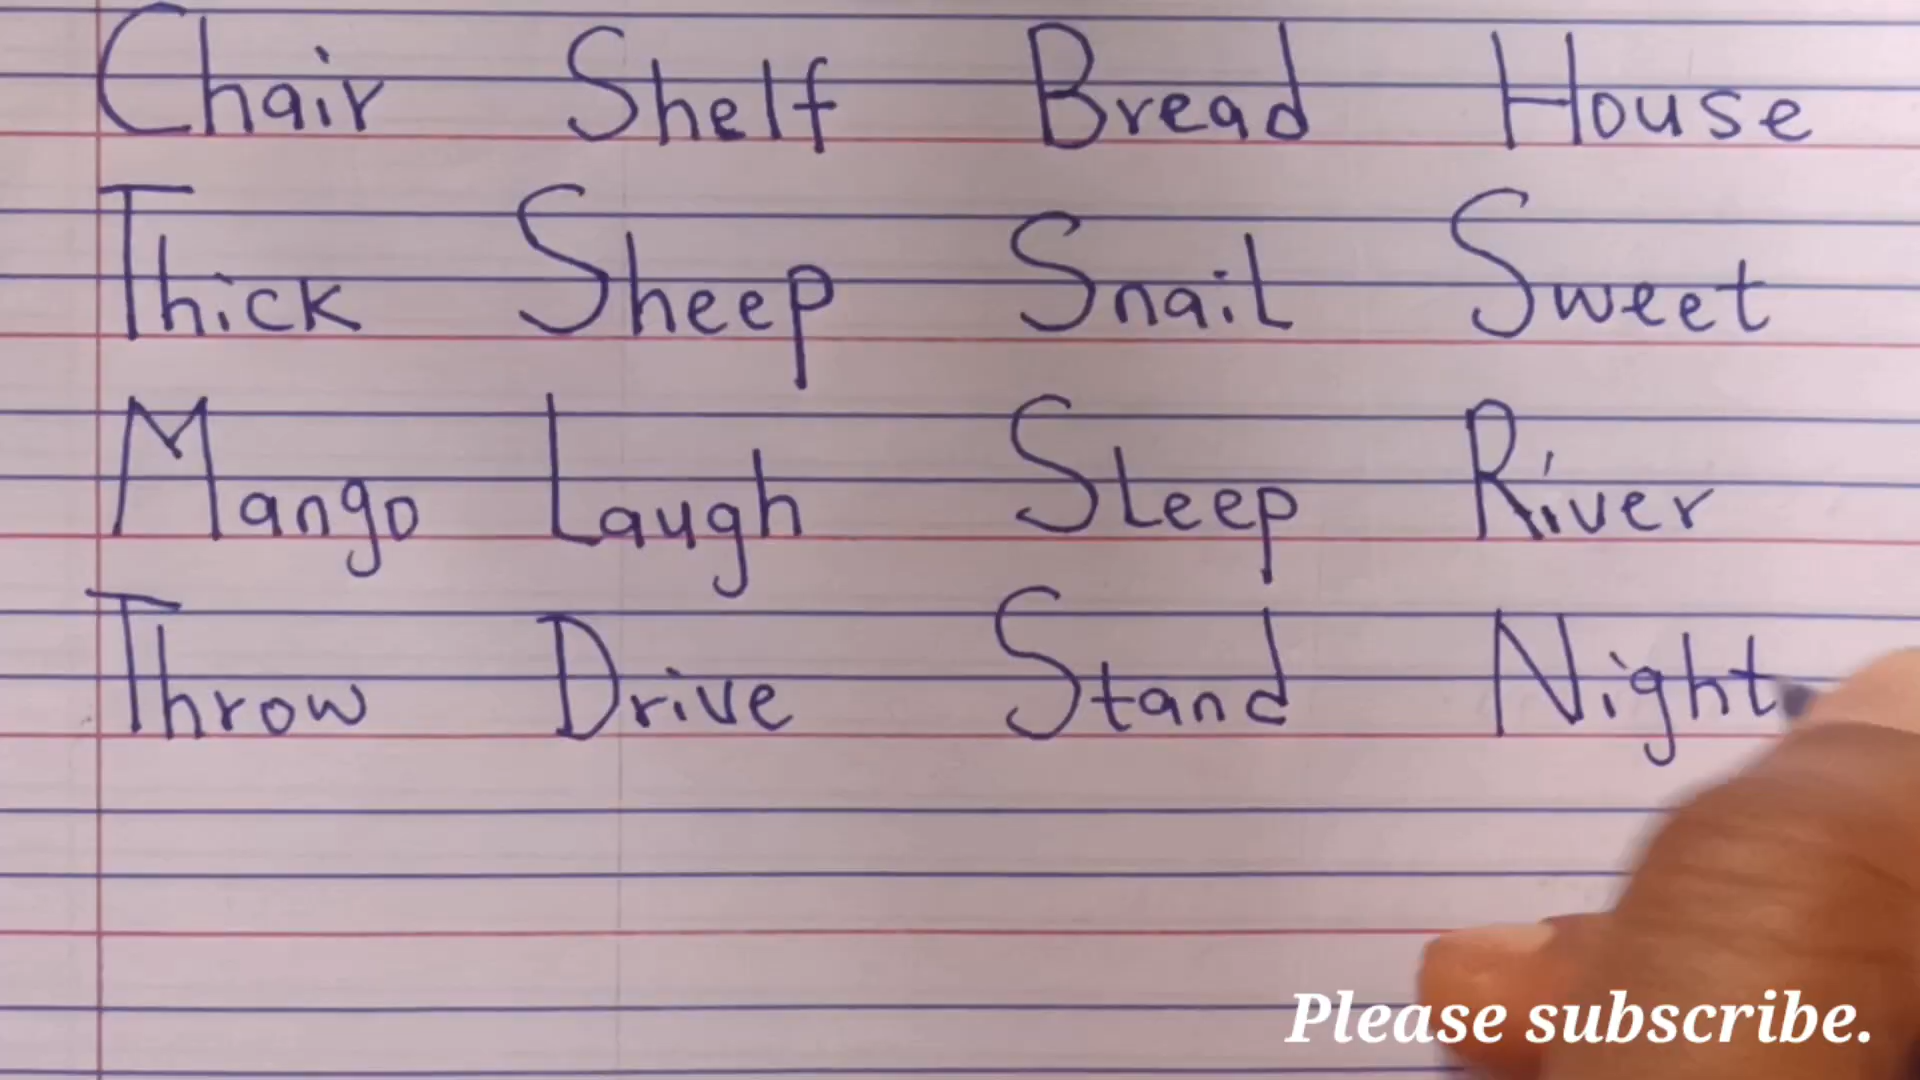 Chair Shelf Bread House
Thick Sheep Snail Sweet
Mango Laugh Sleep River
Throw Drive Stand Night
Please subscribe.